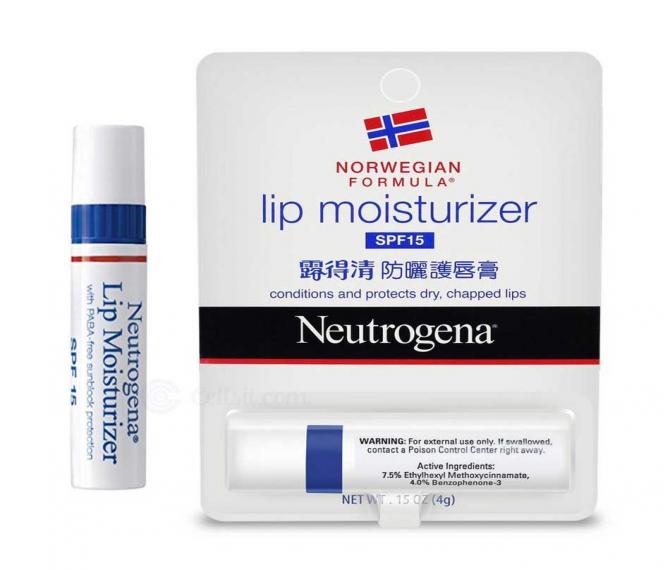 Neutrogena®
Lip Moisturizer
with PABA-free sunblock protection
SPF 15
NORWEGIAN
FORMULA®
lip moisturizer
SPF15
露得清 防曬護唇膏
conditions and protects dry, chapped lips
Neutrogena®
Cellsii.com
WARNING: For external use only. If swallowed,
contact a Poison Control Center right away.
Active Ingredients:
7.5% Ethylhexyl Methoxycinnamate,
4.0% Benzophenone-3
NET WT. .15 OZ (4g)